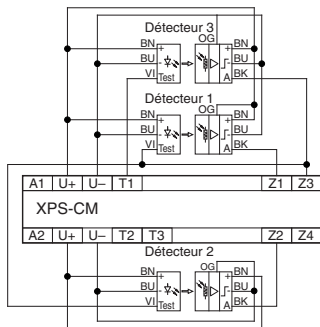 Détecteur 3
OG
BN + + BN
BU - - BU
VI Test A BK
Détecteur 1
OG
BN + + BN
BU - - BU
VI Test A BK
A1 U+ U– T1 Z1 Z3
XPS-CM
A2 U+ U– T2 T3 Z2 Z4
Détecteur 2
OG
BN + + BN
BU - - BU
VI Test A BK